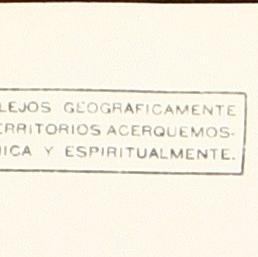 LEJOS GEOGRAFICAMENTE
ERRITORIOS ACERQUEMOS-
ICA Y ESPIRITUALMENTE.